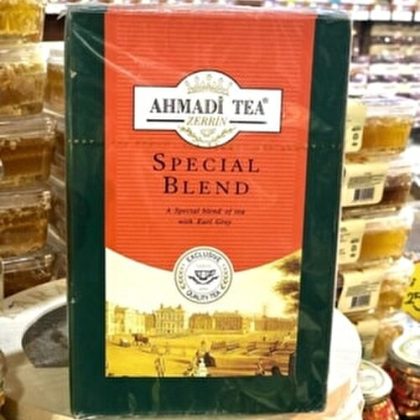 AHMADİ TEA®
ZERRİN
SPECIAL
BLEND
A Special blend of tea
with Earl Grey
EXCLUSIVE
QUALITY TEA